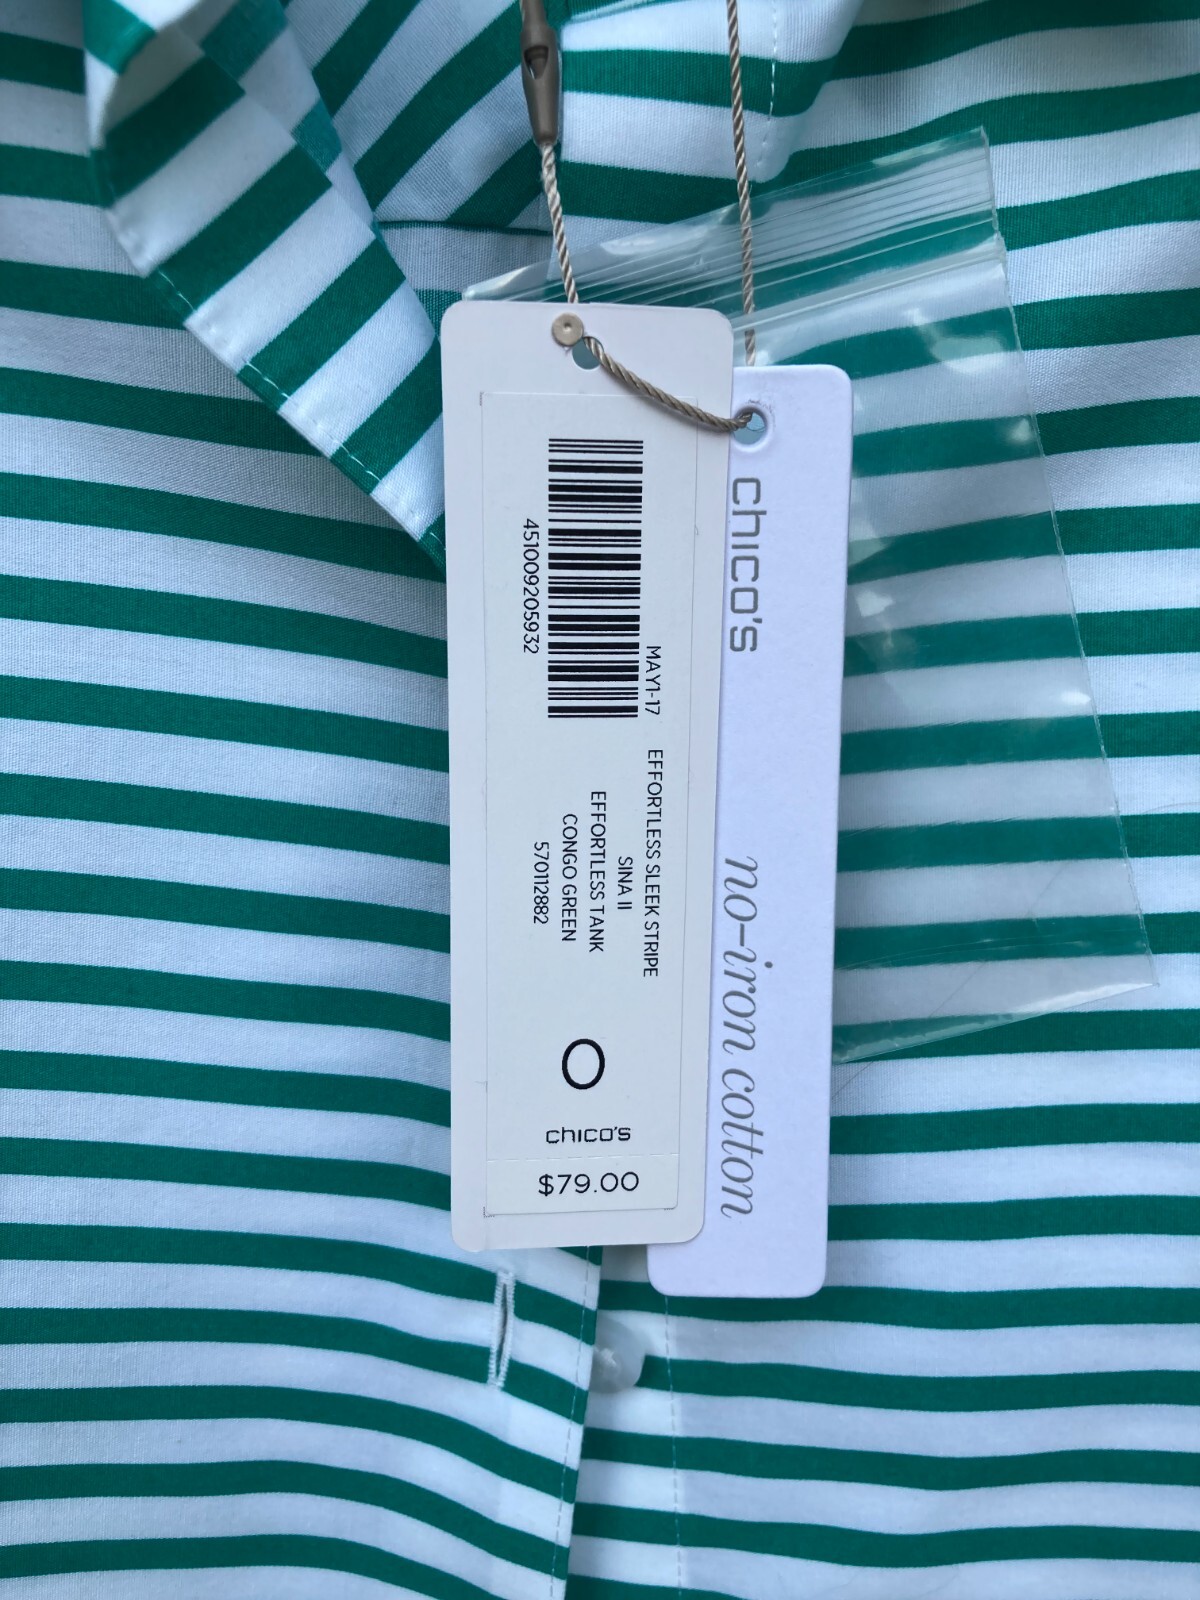 451009205932
MAY1-17
EFFORTLESS SLEEK STRIPE
SINA II
EFFORTLESS TANK
CONGO GREEN
570112882
0
chico's
$79.00
chico's
no-iron cotton